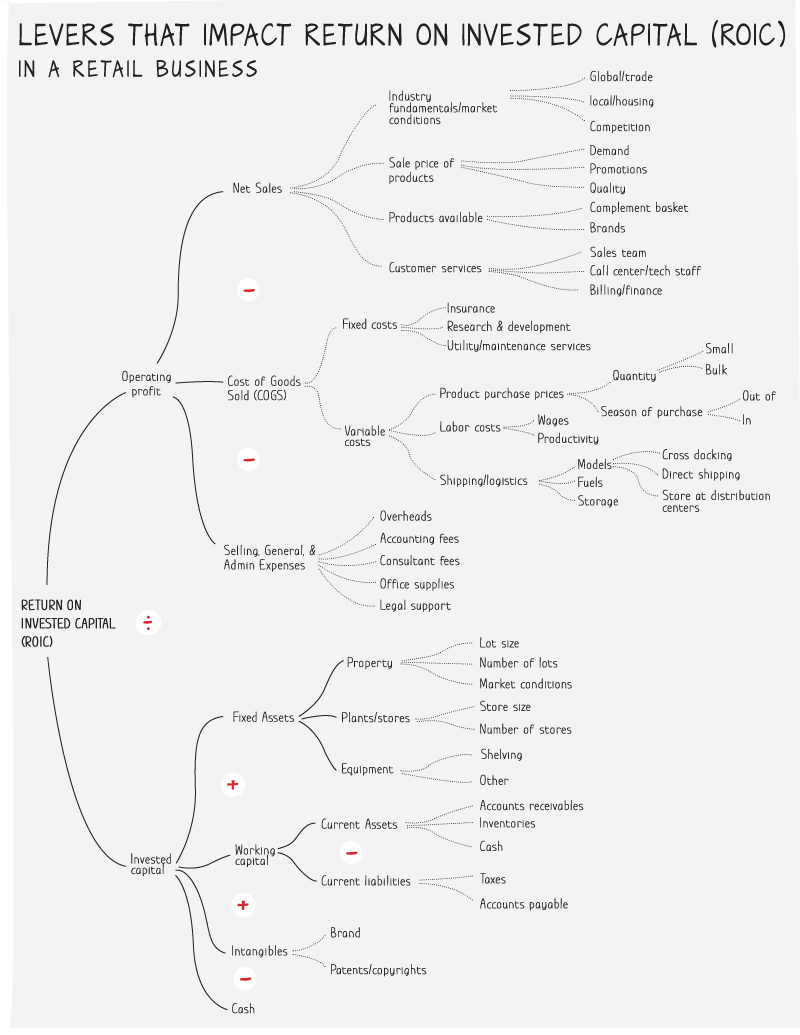 LEVERS THAT IMPACT RETURN ON INVESTED CAPITAL (ROIC)
IN A RETAIL BUSINESS
Global/trade
Industry
fundamentals/market
conditions
local/housing
Competition
Net Sales
Sale price of
products
Demand
Promotions
Quality
Products available
Complement basket
Brands
Customer services
Sales team
Call center/tech staff
Billing/finance
−
Operating
profit
Cost of Goods
Sold (COGS)
Fixed costs
Insurance
Research & development
Utility/maintenance services
Variable
costs
Product purchase prices
Quantity
Small
Bulk
Season of purchase
Out of
In
Labor costs
Wages
Productivity
Shipping/logistics
Models
Cross docking
Direct shipping
Store at distribution
centers
Fuels
Storage
−
Selling, General, &
Admin Expenses
Overheads
Accounting fees
Consultant fees
Office supplies
Legal support
RETURN ON
INVESTED CAPITAL
(ROIC)
÷
Fixed Assets
Property
Lot size
Number of lots
Market conditions
Plants/stores
Store size
Number of stores
Equipment
Shelving
Other
+
Invested
capital
Working
capital
Current Assets
Accounts receivables
Inventories
Cash
−
Current liabilities
Taxes
Accounts payable
+
Intangibles
Brand
Patents/copyrights
−
Cash